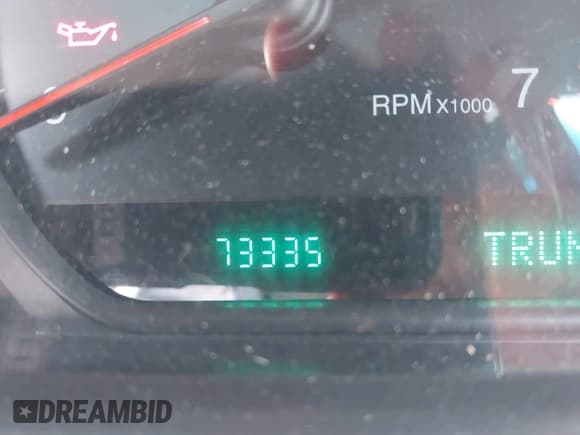 RPM x1000 7
73335 TRUN
DREAMBID